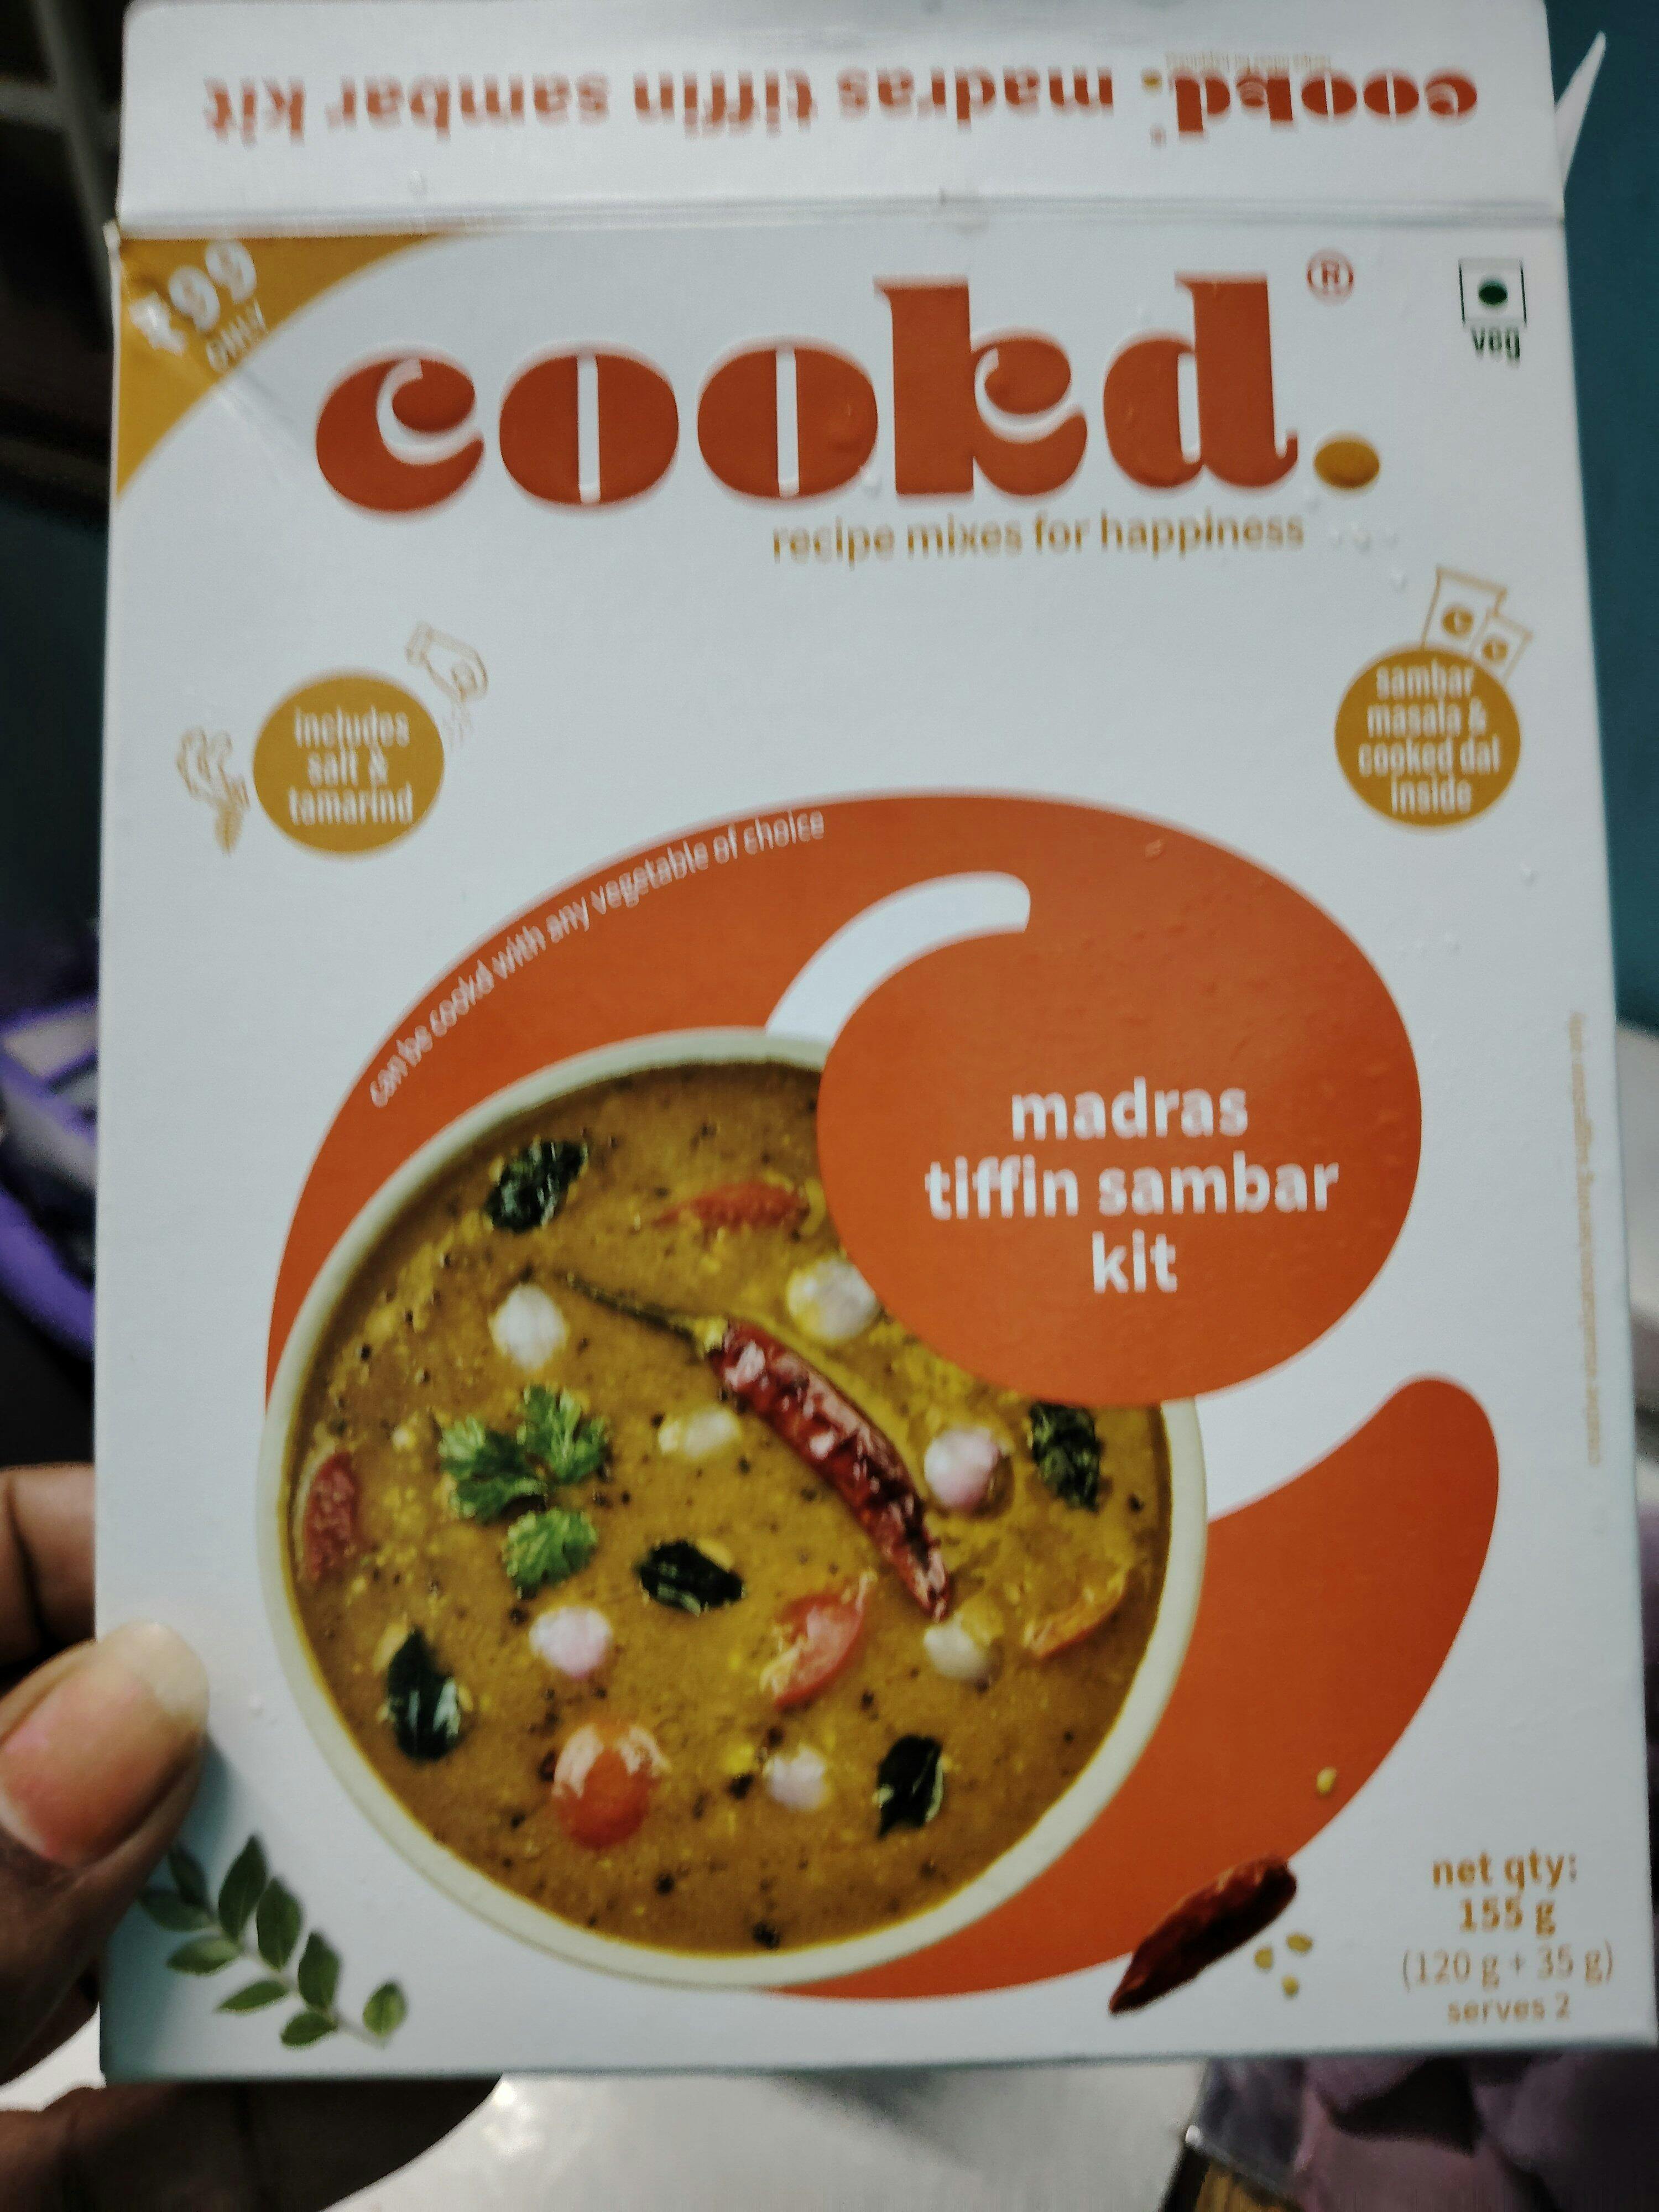 cookd. madras tiffin sambar kit
₹99
only
cookd.®
recipe mixes for happiness
veg
includes
salt &
tamarind
sambar
masala &
cooked dal
inside
can be cookd with any vegetable of choice
madras
tiffin sambar
kit
net qty:
155 g
(120 g + 35 g)
serves 2